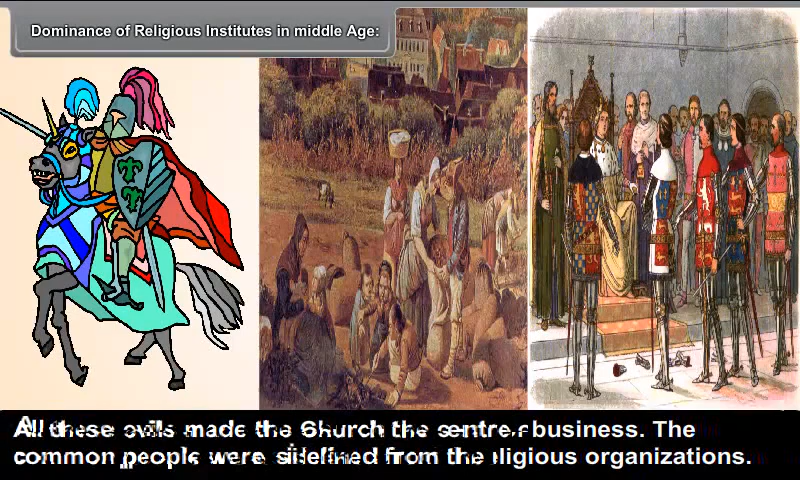 Dominance of Religious Institutes in middle Age:
All these evils made the Church the centre business. The
common people were sidelined from the religious organizations.